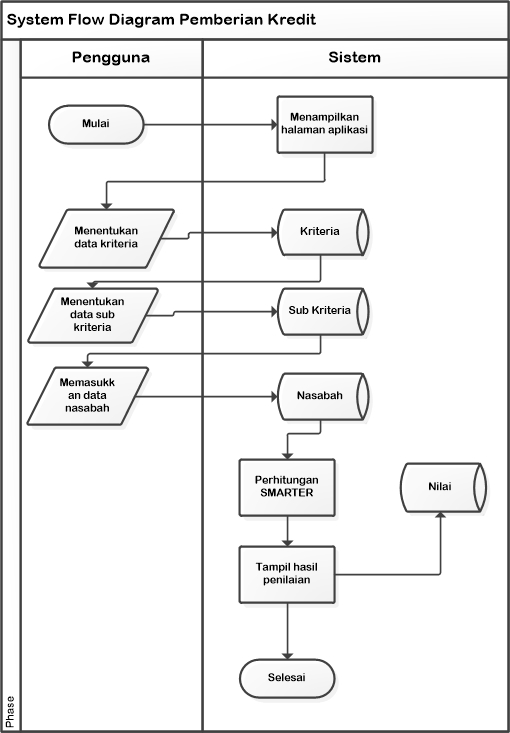 System Flow Diagram Pemberian Kredit
Pengguna
Sistem
Mulai
Menampilkan
halaman aplikasi
Menentukan
data kriteria
Kriteria
Menentukan
data sub
kriteria
Sub Kriteria
Memasukk
an data
nasabah
Nasabah
Perhitungan
SMARTER
Nilai
Tampil hasil
penilaian
Selesai
Phase